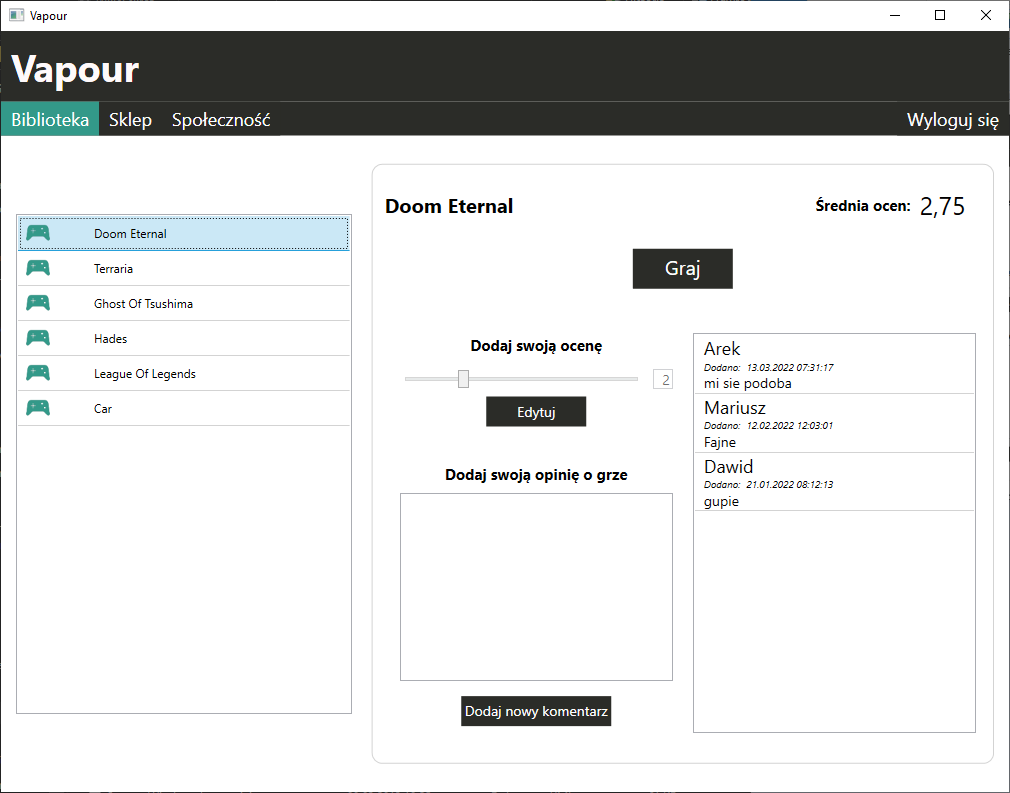 Vapour
Vapour
Biblioteka Sklep Społeczność Wyloguj się
Doom Eternal
Terraria
Ghost Of Tsushima
Hades
League Of Legends
Car
Doom Eternal
Średnia ocen: 2,75
Graj
Dodaj swoją ocenę
2
Edytuj
Dodaj swoją opinię o grze
Dodaj nowy komentarz
Arek
Dodano: 13.03.2022 07:31:17
mi sie podoba
Mariusz
Dodano: 12.02.2022 12:03:01
Fajne
Dawid
Dodano: 21.01.2022 08:12:13
gupie